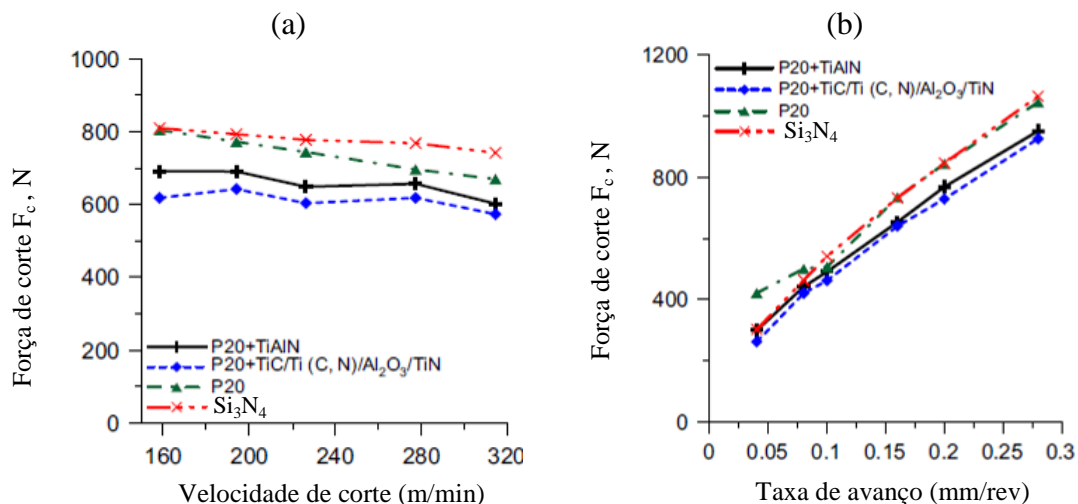 (a)
1000
800
600
400
200
0
Força de corte F_c, N
P20+TiAlN
P20+TiC/Ti (C, N)/Al₂O₃/TiN
P20
Si₃N₄
160 200 240 280 320
Velocidade de corte (m/min)
(b)
1200
800
400
0
Força de corte F_c, N
P20+TiAlN
P20+TiC/Ti (C, N)/Al₂O₃/TiN
P20
Si₃N₄
0 0.05 0.1 0.15 0.2 0.25 0.3
Taxa de avanço (mm/rev)